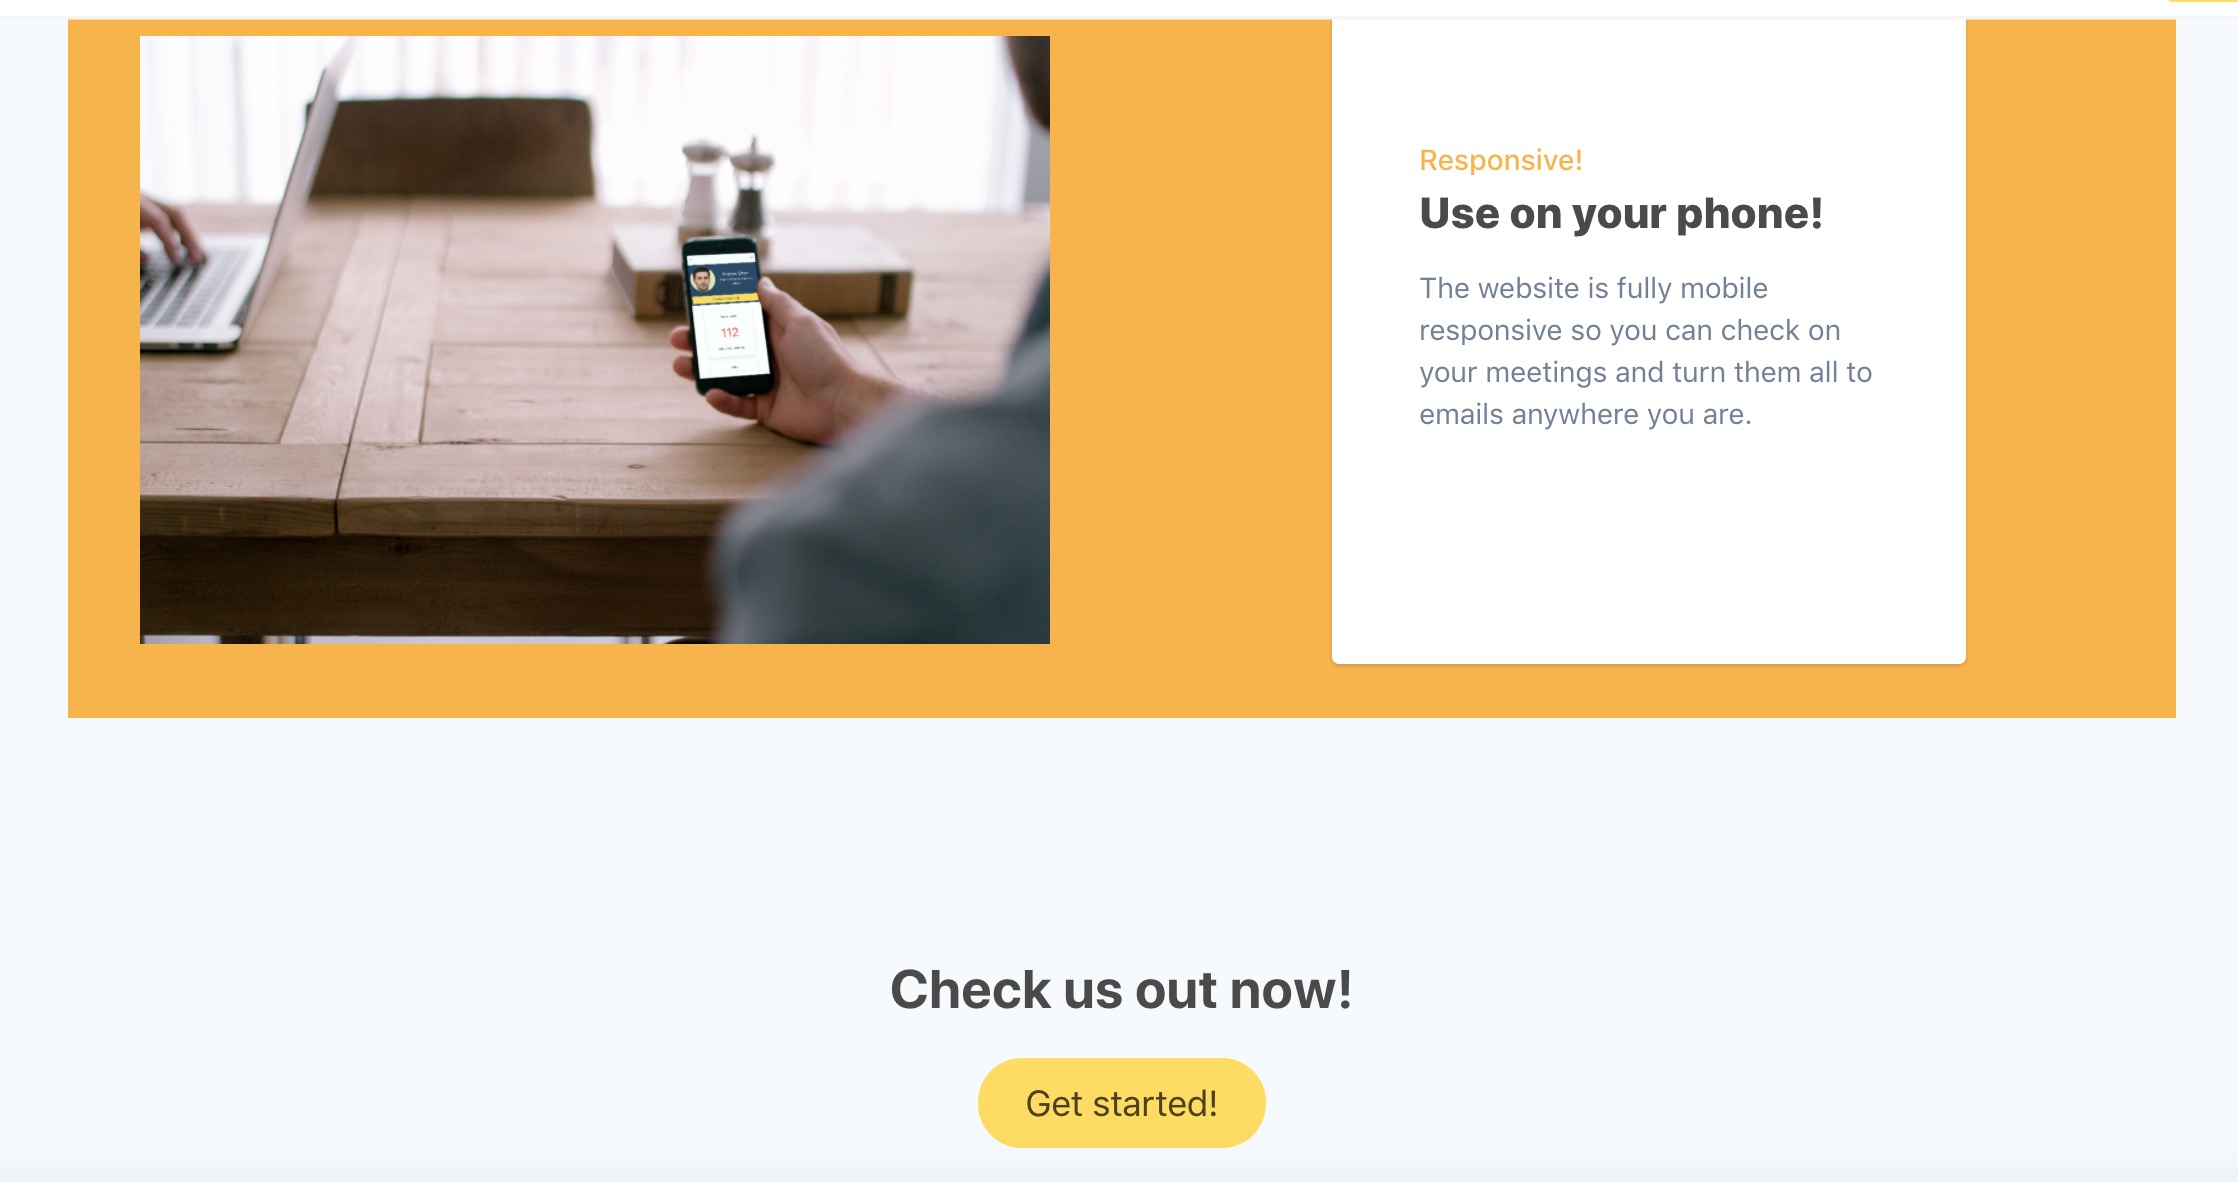 112
Responsive!
Use on your phone!
The website is fully mobile
responsive so you can check on
your meetings and turn them all to
emails anywhere you are.
Check us out now!
Get started!